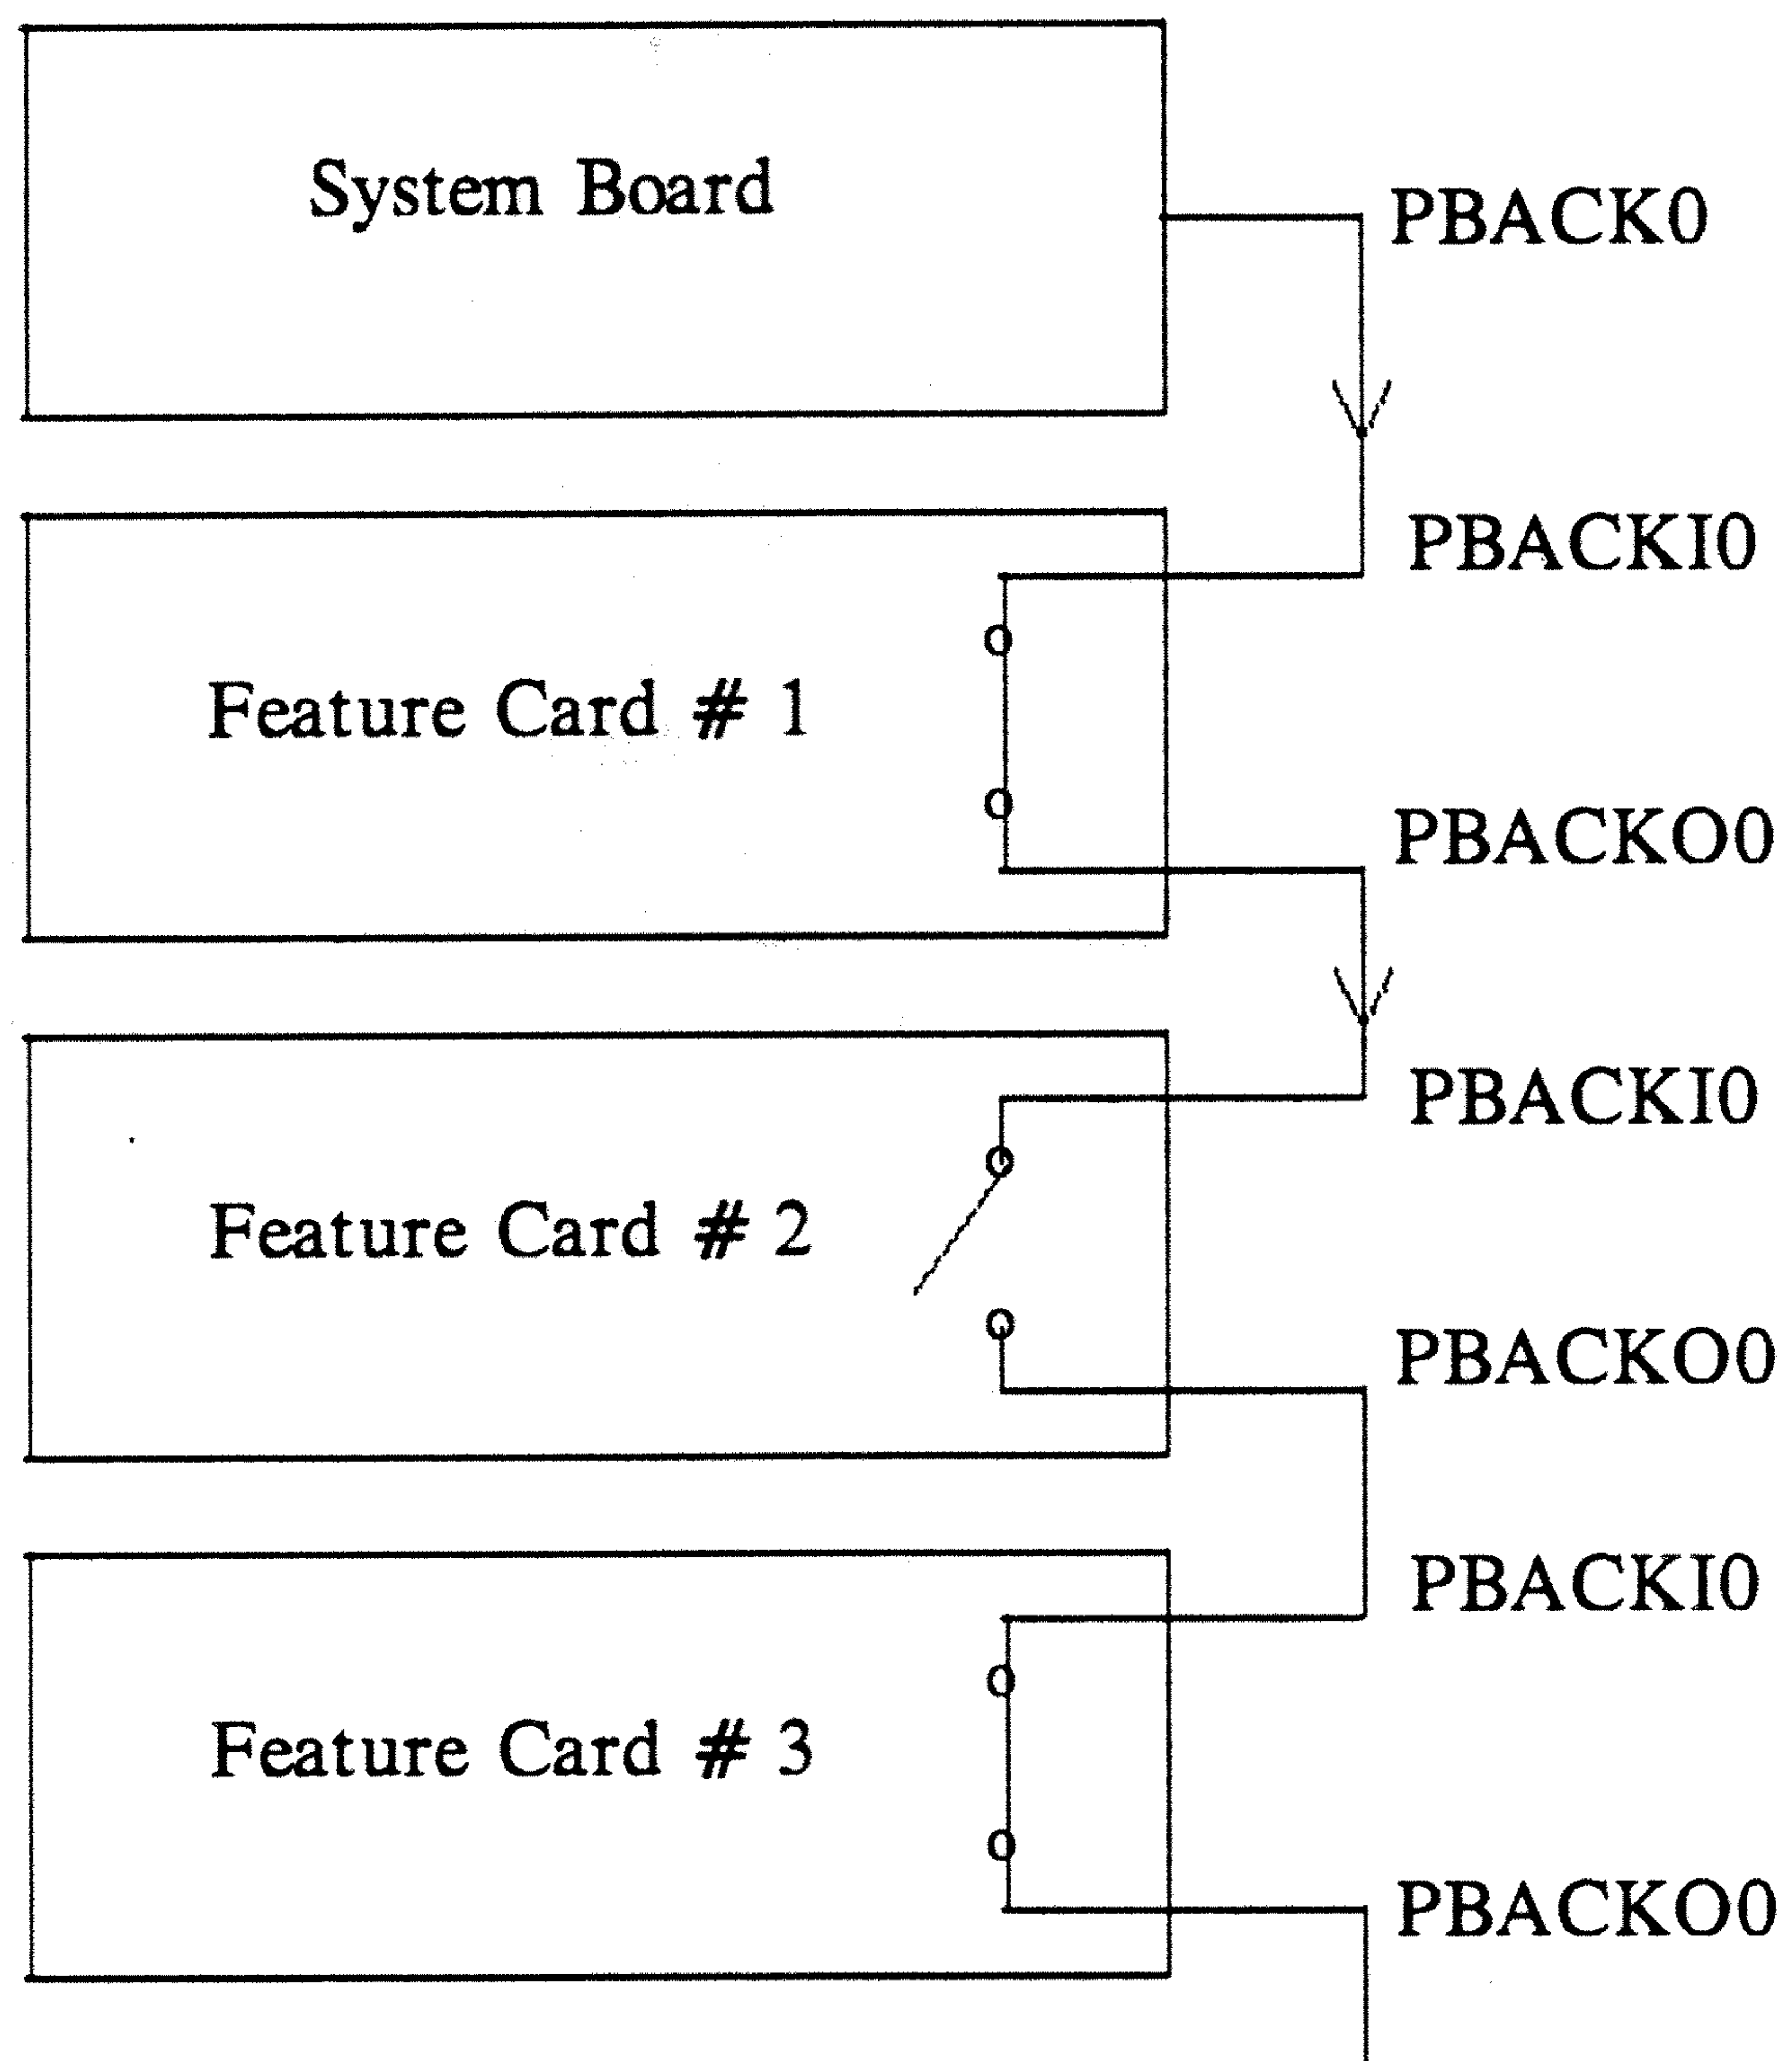 System Board
PBACK0
PBACKI0
Feature Card # 1
PBACKO0
PBACKI0
Feature Card # 2
PBACKO0
PBACKI0
Feature Card # 3
PBACKO0